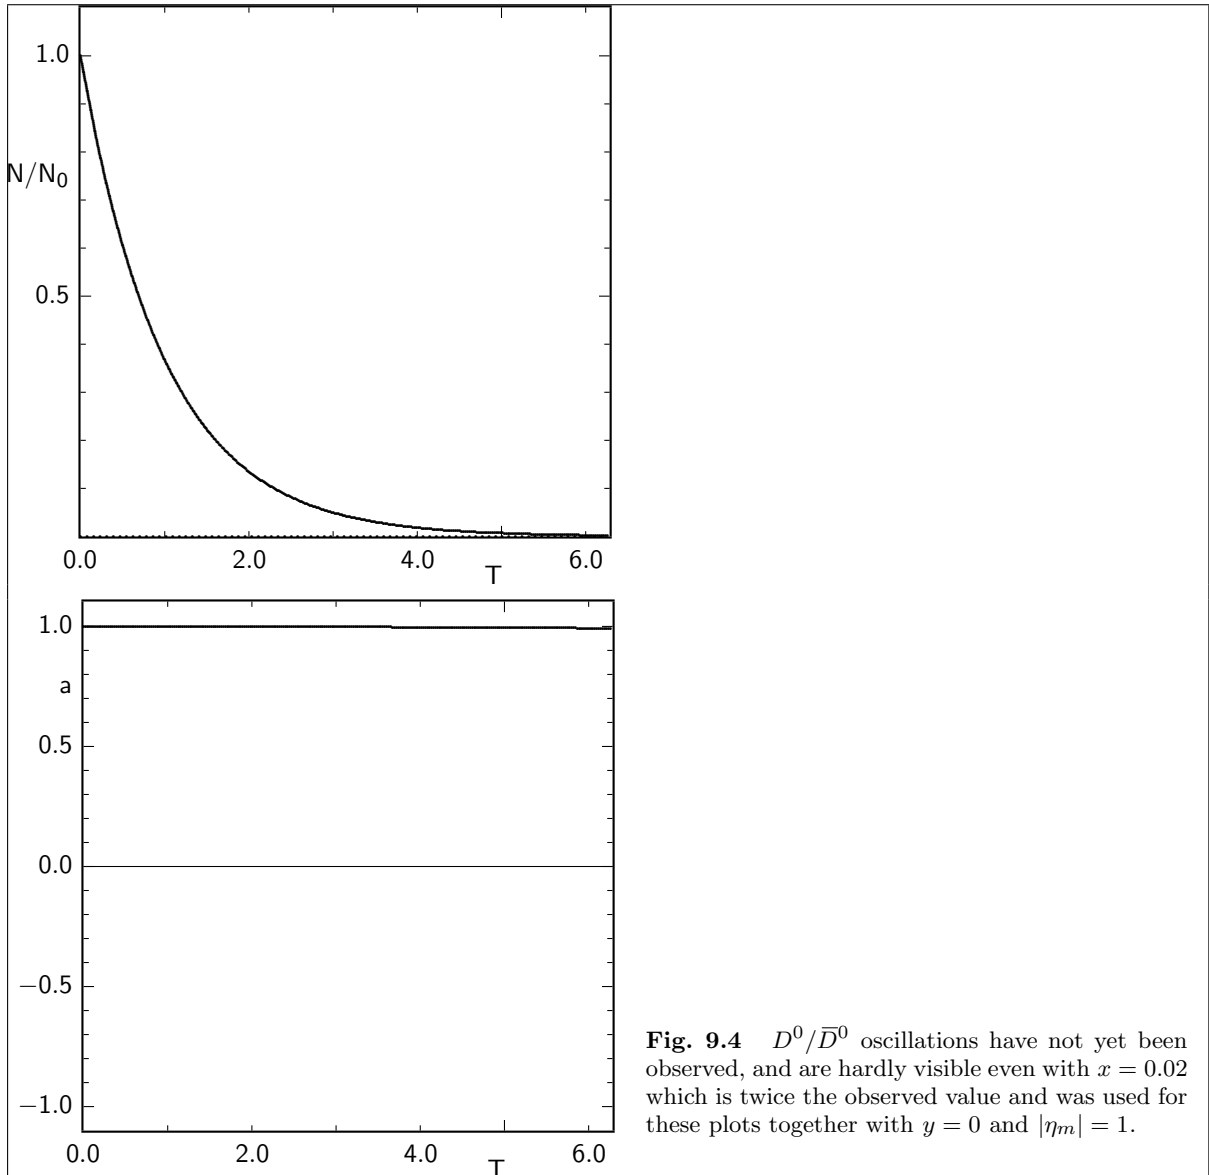 1.0
N/N₀
0.5
0.0 2.0 4.0 6.0
T
1.0
a
0.5
0.0
−0.5
−1.0
0.0 2.0 4.0 6.0
T
Fig. 9.4 D⁰/D̅⁰ oscillations have not yet been
observed, and are hardly visible even with x = 0.02
which is twice the observed value and was used for
these plots together with y = 0 and |ηₘ| = 1.